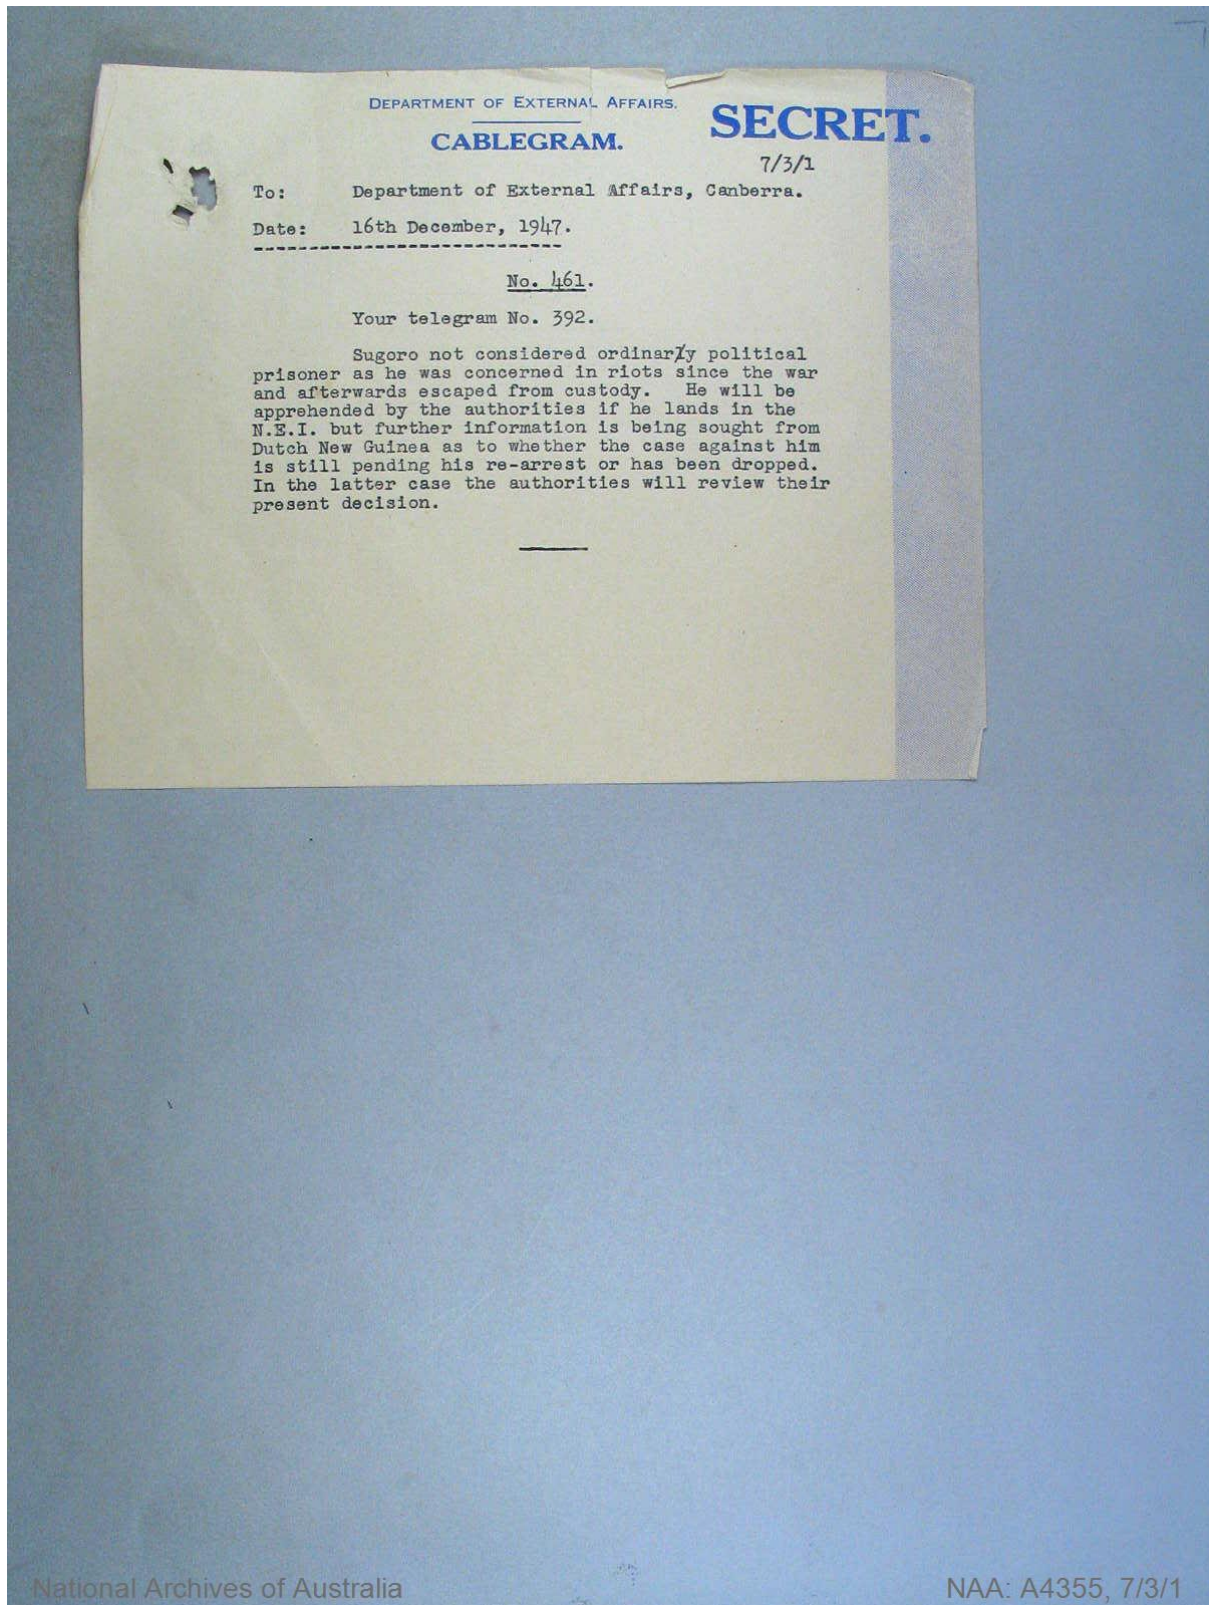 DEPARTMENT OF EXTERNAL AFFAIRS.
SECRET.
CABLEGRAM.
7/3/1
To: Department of External Affairs, Canberra.
Date: 16th December, 1947.
No. 461.
Your telegram No. 392.
Sugoro not considered ordinary political
prisoner as he was concerned in riots since the war
and afterwards escaped from custody. He will be
apprehended by the authorities if he lands in the
N.E.I. but further information is being sought from
Dutch New Guinea as to whether the case against him
is still pending his re-arrest or has been dropped.
In the latter case the authorities will review their
present decision.
National Archives of Australia
NAA: A4355, 7/3/1